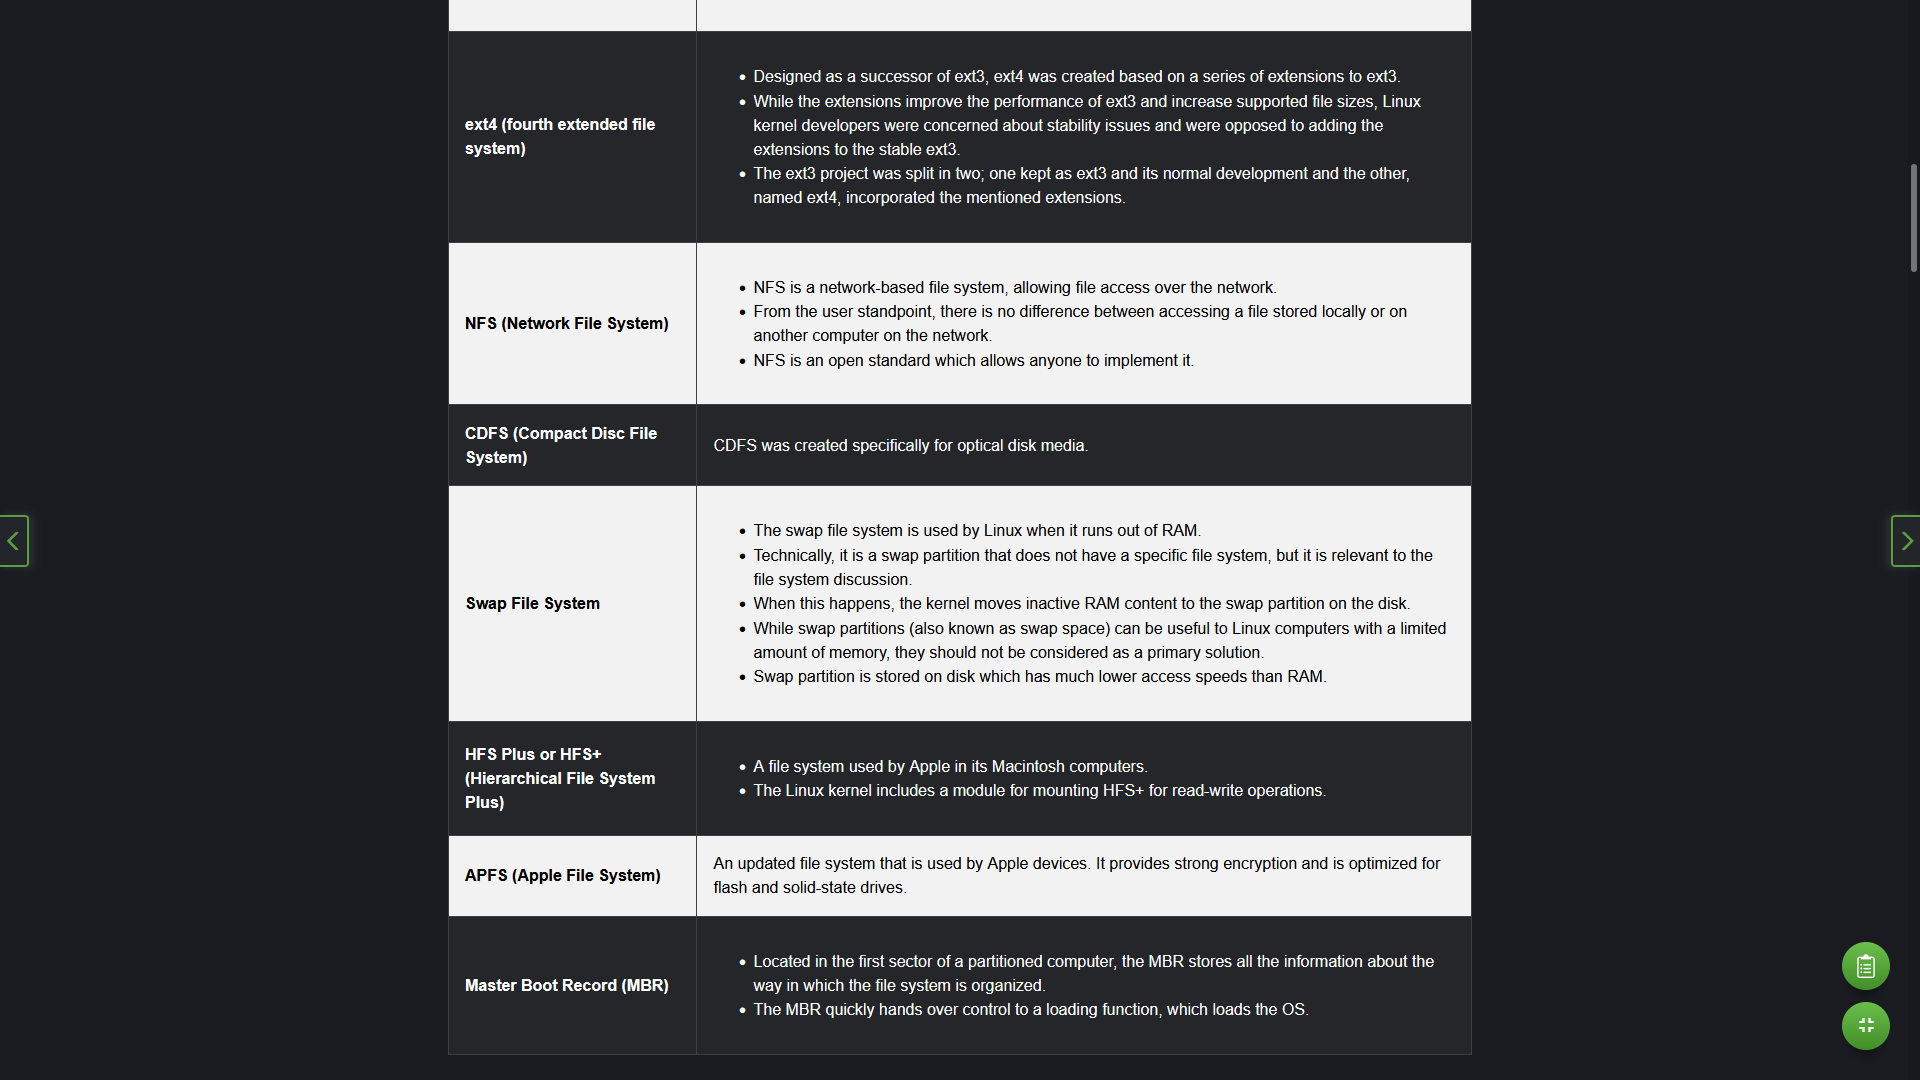 ext4 (fourth extended file
system)
• Designed as a successor of ext3, ext4 was created based on a series of extensions to ext3.
• While the extensions improve the performance of ext3 and increase supported file sizes, Linux
kernel developers were concerned about stability issues and were opposed to adding the
extensions to the stable ext3.
• The ext3 project was split in two; one kept as ext3 and its normal development and the other,
named ext4, incorporated the mentioned extensions.
NFS (Network File System)
• NFS is a network-based file system, allowing file access over the network.
• From the user standpoint, there is no difference between accessing a file stored locally or on
another computer on the network.
• NFS is an open standard which allows anyone to implement it.
CDFS (Compact Disc File
System)
CDFS was created specifically for optical disk media.
Swap File System
• The swap file system is used by Linux when it runs out of RAM.
• Technically, it is a swap partition that does not have a specific file system, but it is relevant to the
file system discussion.
• When this happens, the kernel moves inactive RAM content to the swap partition on the disk.
• While swap partitions (also known as swap space) can be useful to Linux computers with a limited
amount of memory, they should not be considered as a primary solution.
• Swap partition is stored on disk which has much lower access speeds than RAM.
HFS Plus or HFS+
(Hierarchical File System
Plus)
• A file system used by Apple in its Macintosh computers.
• The Linux kernel includes a module for mounting HFS+ for read-write operations.
APFS (Apple File System)
An updated file system that is used by Apple devices. It provides strong encryption and is optimized for
flash and solid-state drives.
Master Boot Record (MBR)
• Located in the first sector of a partitioned computer, the MBR stores all the information about the
way in which the file system is organized.
• The MBR quickly hands over control to a loading function, which loads the OS.